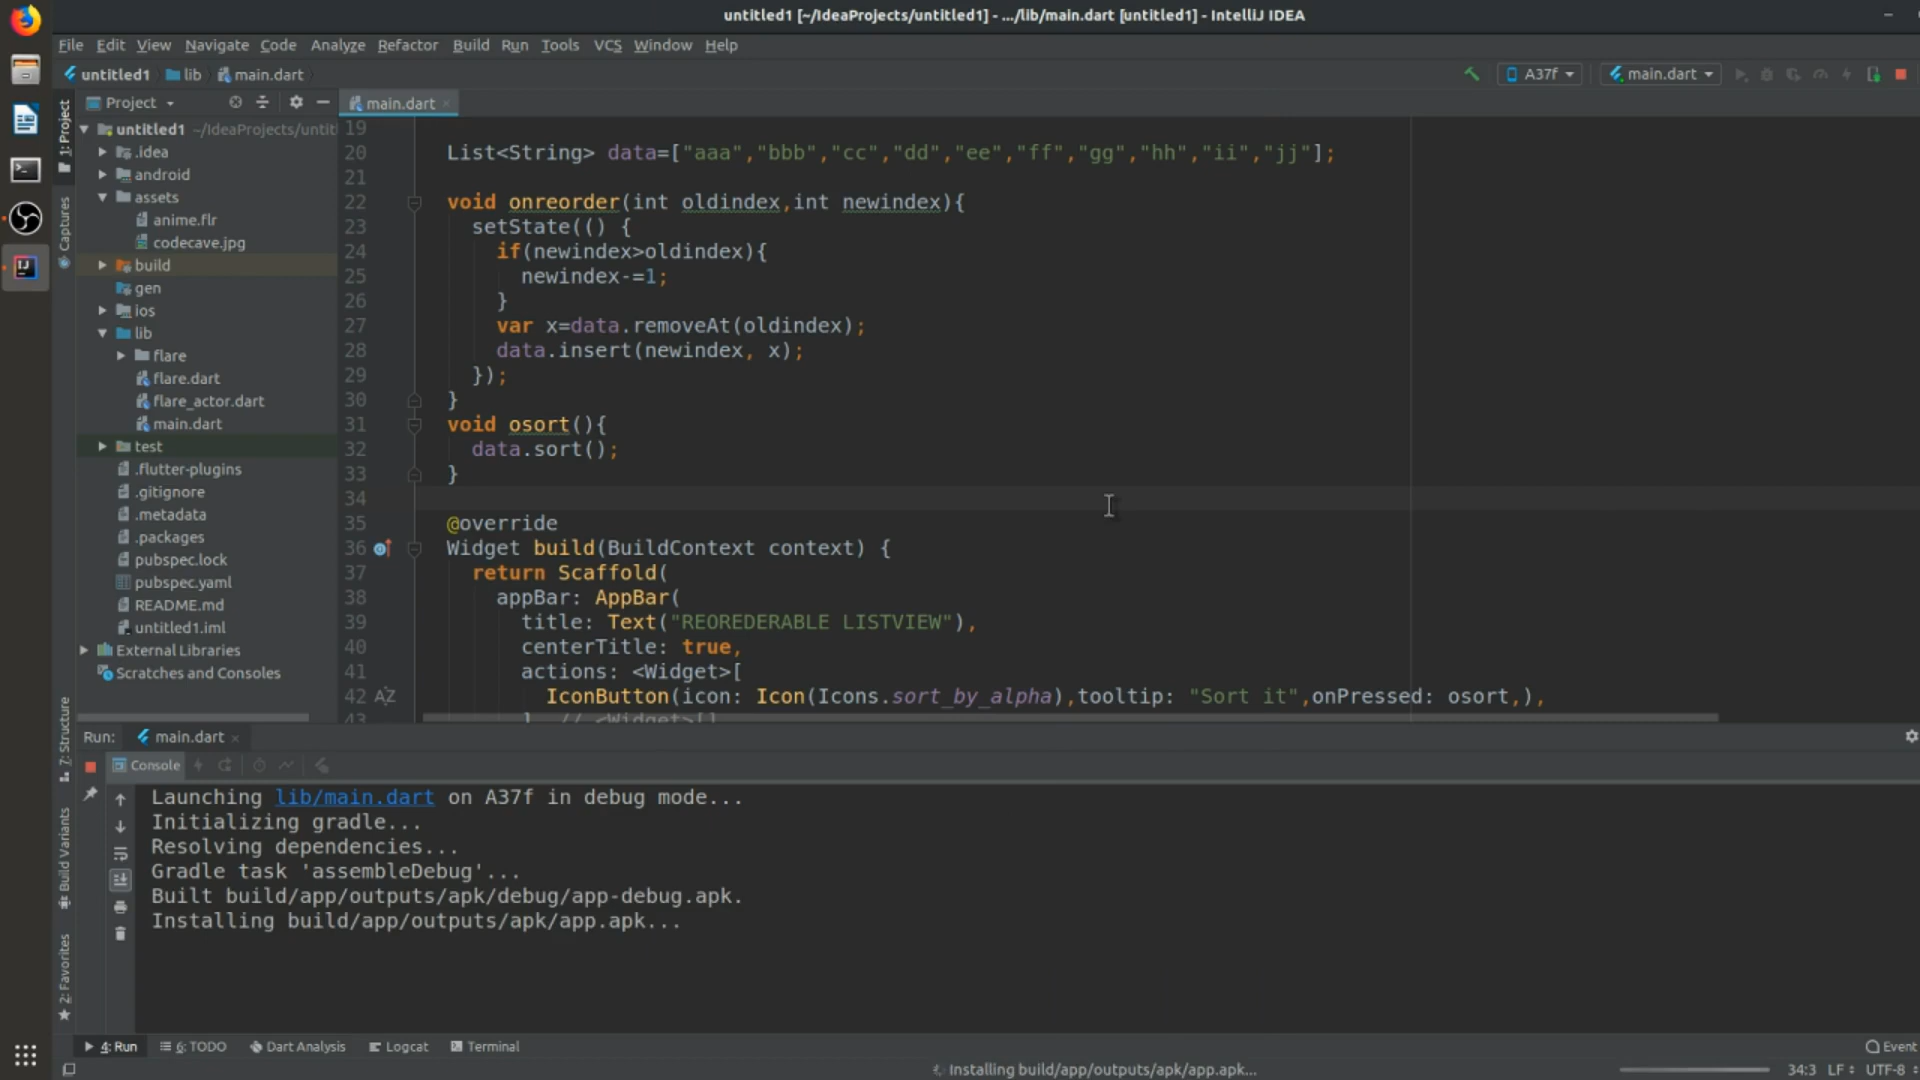 untitled1 [~/IdeaProjects/untitled1] - .../lib/main.dart [untitled1] - IntelliJ IDEA
File Edit View Navigate Code Analyze Refactor Build Run Tools VCS Window Help
untitled1 lib main.dart
A37f main.dart
Project
main.dart
1: Project
Captures
7: Structure
Build Variants
2: Favorites
untitled1 ~/IdeaProjects/untit
.idea
android
assets
anime.flr
codecave.jpg
build
gen
ios
lib
flare
flare.dart
flare_actor.dart
main.dart
test
.flutter-plugins
.gitignore
.metadata
.packages
pubspec.lock
pubspec.yaml
README.md
untitled1.iml
External Libraries
Scratches and Consoles
19
20 List<String> data=["aaa","bbb","cc","dd","ee","ff","gg","hh","ii","jj"];
21
22 void onreorder(int oldindex,int newindex){
23 setState(() {
24 if(newindex>oldindex){
25 newindex-=1;
26 }
27 var x=data.removeAt(oldindex);
28 data.insert(newindex, x);
29 });
30 }
31 void osort(){
32 data.sort();
33 }
34
35 @override
36 Widget build(BuildContext context) {
37 return Scaffold(
38 appBar: AppBar(
39 title: Text("REOREDERABLE LISTVIEW"),
40 centerTitle: true,
41 actions: <Widget>[
42 IconButton(icon: Icon(Icons.sort_by_alpha),tooltip: "Sort it",onPressed: osort,),
43 ] // <Widget>[]
Run: main.dart
Console
Launching lib/main.dart on A37f in debug mode...
Initializing gradle...
Resolving dependencies...
Gradle task 'assembleDebug'...
Built build/app/outputs/apk/debug/app-debug.apk.
Installing build/app/outputs/apk/app.apk...
4: Run 6: TODO Dart Analysis Logcat Terminal Event
Installing build/app/outputs/apk/app.apk... 34:3 LF UTF-8